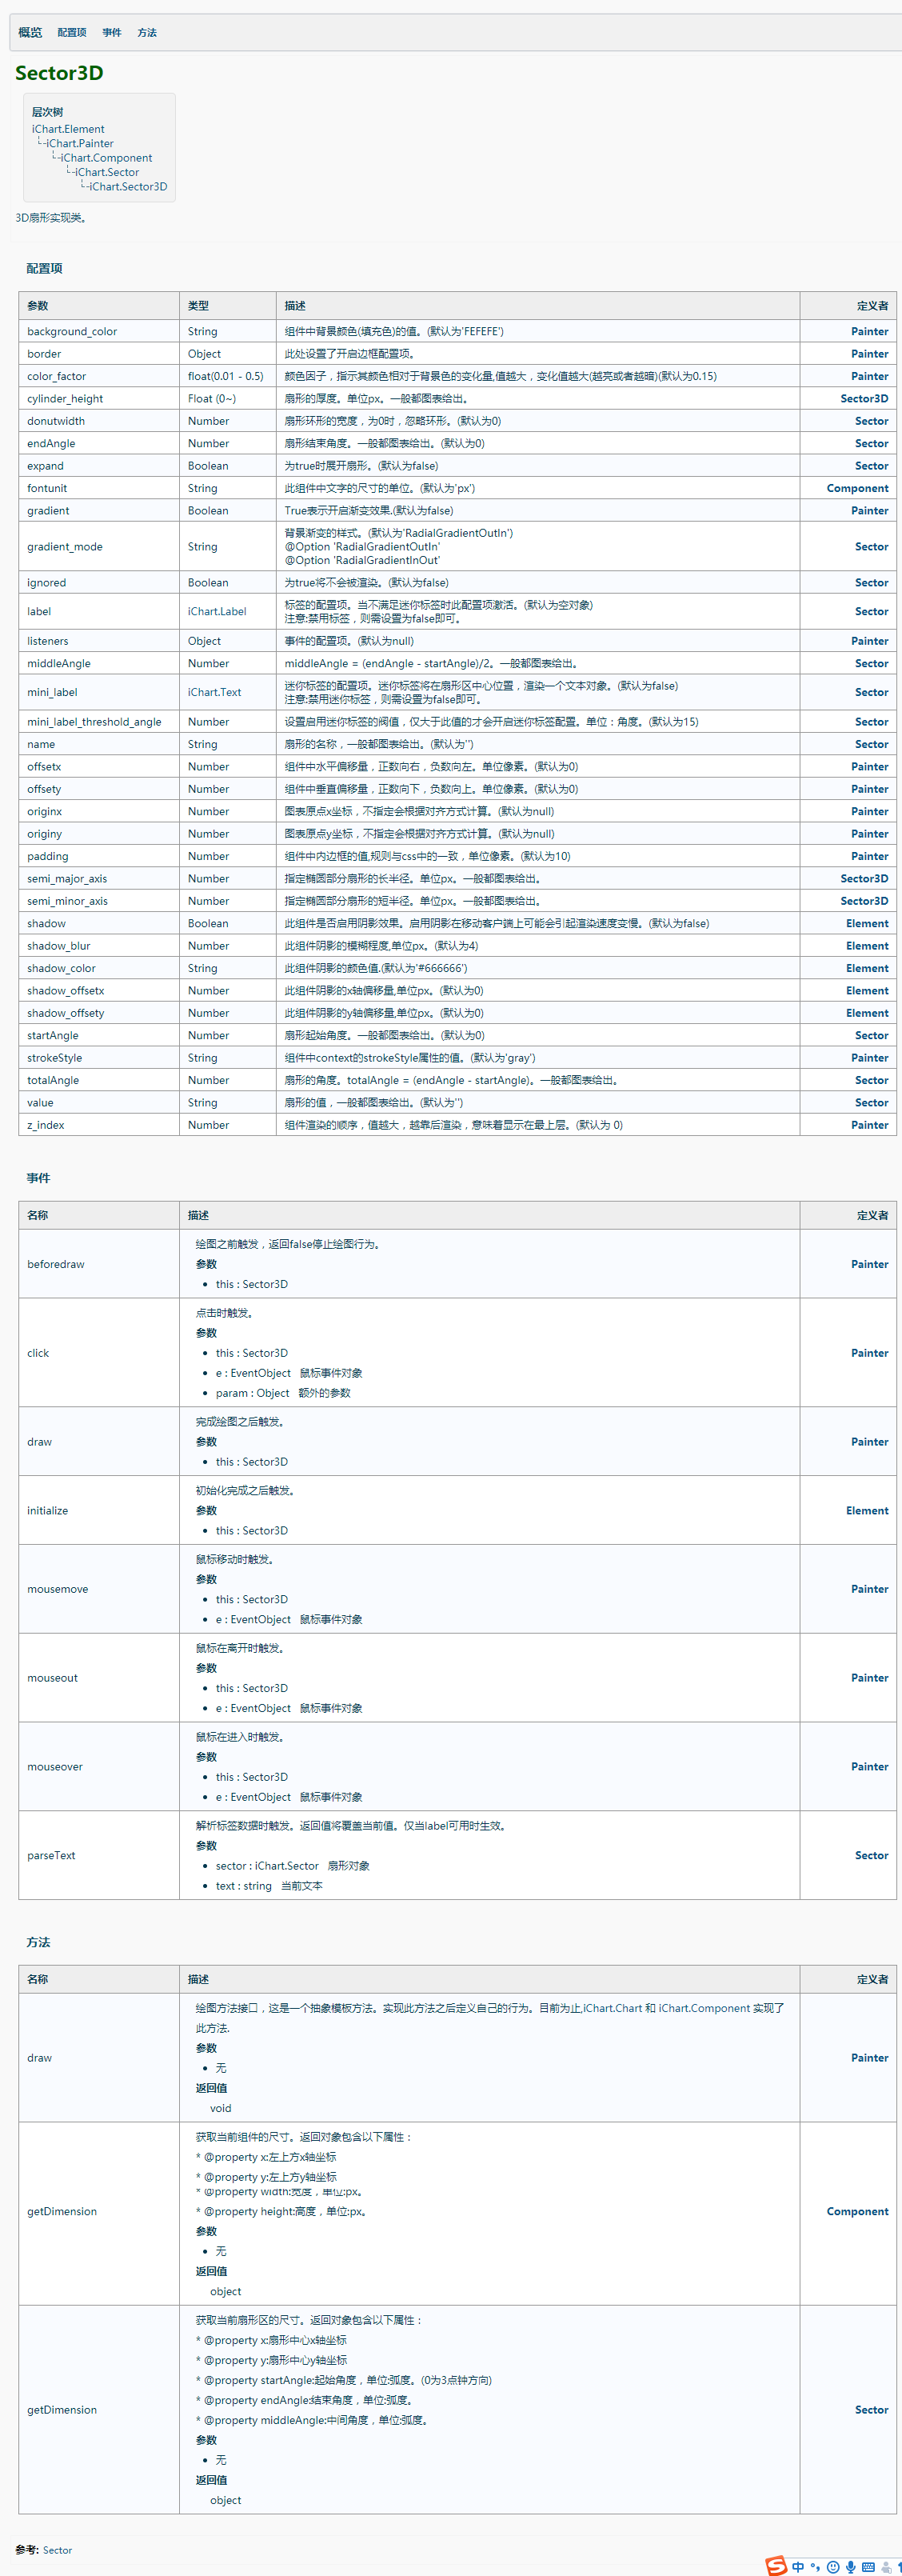 概览 配置项 事件 方法
Sector3D
层次树
iChart.Element
iChart.Painter
iChart.Component
iChart.Sector
iChart.Sector3D
3D扇形实现类。
配置项
参数 类型 描述 定义者
background_color String 组件中背景颜色(填充色)的值。(默认为'FEFEFE') Painter
border Object 此处设置了开启边框配置项。 Painter
color_factor float(0.01 - 0.5) 颜色因子，指示其颜色相对于背景色的变化量,值越大，变化值越大(越亮或者越暗)(默认为0.15) Painter
cylinder_height Float (0~) 扇形的厚度。单位px。一般都图表给出。 Sector3D
donutwidth Number 扇形环形的宽度，为0时，忽略环形。(默认为0) Sector
endAngle Number 扇形结束角度。一般都图表给出。(默认为0) Sector
expand Boolean 为true时展开扇形。(默认为false) Sector
fontunit String 此组件中文字的尺寸的单位。(默认为'px') Component
gradient Boolean True表示开启渐变效果.(默认为false) Painter
gradient_mode String 背景渐变的样式。(默认为'RadialGradientOutIn') Sector
@Option 'RadialGradientOutIn'
@Option 'RadialGradientInOut'
ignored Boolean 为true将不会被渲染。(默认为false) Sector
label iChart.Label 标签的配置项。当不满足迷你标签时此配置项激活。(默认为空对象) Sector
注意:禁用标签，则需设置为false即可。
listeners Object 事件的配置项。(默认为null) Painter
middleAngle Number middleAngle = (endAngle - startAngle)/2。一般都图表给出。 Sector
mini_label iChart.Text 迷你标签的配置项。迷你标签将在扇形区中心位置，渲染一个文本对象。(默认为false) Sector
注意:禁用迷你标签，则需设置为false即可。
mini_label_threshold_angle Number 设置启用迷你标签的阀值，仅大于此值的才会开启迷你标签配置。单位：角度。(默认为15) Sector
name String 扇形的名称，一般都图表给出。(默认为'') Sector
offsetx Number 组件中水平偏移量，正数向右，负数向左。单位像素。(默认为0) Painter
offsety Number 组件中垂直偏移量，正数向下，负数向上。单位像素。(默认为0) Painter
originx Number 图表原点x坐标，不指定会根据对齐方式计算。(默认为null) Painter
originy Number 图表原点y坐标，不指定会根据对齐方式计算。(默认为null) Painter
padding Number 组件中内边框的值,规则与css中的一致，单位像素。(默认为10) Painter
semi_major_axis Number 指定椭圆部分扇形的长半径。单位px。一般都图表给出。 Sector3D
semi_minor_axis Number 指定椭圆部分扇形的短半径。单位px。一般都图表给出。 Sector3D
shadow Boolean 此组件是否启用阴影效果。启用阴影在移动客户端上可能会引起渲染速度变慢。(默认为false) Element
shadow_blur Number 此组件阴影的模糊程度,单位px。(默认为4) Element
shadow_color String 此组件阴影的颜色值.(默认为'#666666') Element
shadow_offsetx Number 此组件阴影的x轴偏移量,单位px。(默认为0) Element
shadow_offsety Number 此组件阴影的y轴偏移量,单位px。(默认为0) Element
startAngle Number 扇形起始角度。一般都图表给出。(默认为0) Sector
strokeStyle String 组件中context的strokeStyle属性的值。(默认为'gray') Painter
totalAngle Number 扇形的角度。totalAngle = (endAngle - startAngle)。一般都图表给出。 Sector
value String 扇形的值，一般都图表给出。(默认为'') Sector
z_index Number 组件渲染的顺序，值越大，越靠后渲染，意味着显示在最上层。(默认为 0) Painter
事件
名称 描述 定义者
绘图之前触发，返回false停止绘图行为。
参数
beforedraw Painter
• this : Sector3D
点击时触发。
参数
click • this : Sector3D Painter
• e : EventObject 鼠标事件对象
• param : Object 额外的参数
完成绘图之后触发。
draw 参数 Painter
• this : Sector3D
初始化完成之后触发。
initialize 参数 Element
• this : Sector3D
鼠标移动时触发。
参数
mousemove Painter
• this : Sector3D
• e : EventObject 鼠标事件对象
鼠标在离开时触发。
参数
mouseout Painter
• this : Sector3D
• e : EventObject 鼠标事件对象
鼠标在进入时触发。
参数
mouseover Painter
• this : Sector3D
• e : EventObject 鼠标事件对象
解析标签数据时触发。返回值将覆盖当前值。仅当label可用时生效。
参数
parseText Sector
• sector : iChart.Sector 扇形对象
• text : string 当前文本
方法
名称 描述 定义者
绘图方法接口，这是一个抽象模板方法。实现此方法之后定义自己的行为。目前为止,iChart.Chart 和 iChart.Component 实现了
此方法.
参数
draw Painter
• 无
返回值
void
获取当前组件的尺寸。返回对象包含以下属性：
* @property x:左上方x轴坐标
* @property y:左上方y轴坐标
* @property width:宽度，单位:px。
getDimension * @property height:高度，单位:px。 Component
参数
• 无
返回值
object
获取当前扇形区的尺寸。返回对象包含以下属性：
* @property x:扇形中心x轴坐标
* @property y:扇形中心y轴坐标
* @property startAngle:起始角度，单位:弧度。(0为3点钟方向)
* @property endAngle:结束角度，单位:弧度。
getDimension Sector
* @property middleAngle:中间角度，单位:弧度。
参数
• 无
返回值
object
参考: Sector
S 中